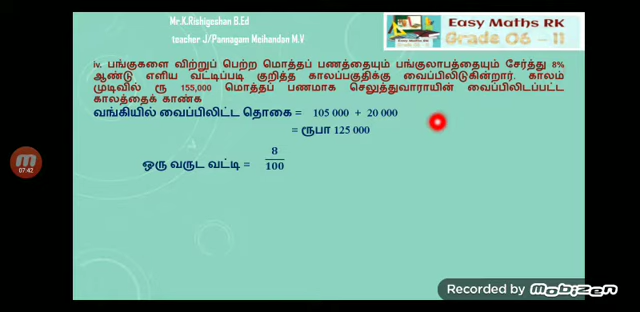 Mr.K.Rishigeshan B.Ed
teacher J/Pannagam Meihandan M.V
Easy Maths RK
Grade 06 - 11
iv. பங்குகளை விற்றுப் பெற்ற மொத்தப் பணத்தையும் பங்குலாபத்தையும் சேர்த்து 8%
ஆண்டு எளிய வட்டிப்படி குறித்த காலப்பகுதிக்கு வைப்பிலிடுகின்றார். காலம்
முடிவில் ரூ 155,000 மொத்தப் பணமாக செலுத்துவாராயின் வைப்பிலிடப்பட்ட
காலத்தைக் காண்க
வங்கியில் வைப்பிலிட்ட தொகை = 105 000 + 20 000
= ரூபா 125 000
ஒரு வருட வட்டி = 8
100
07:42
Recorded by Mobizen